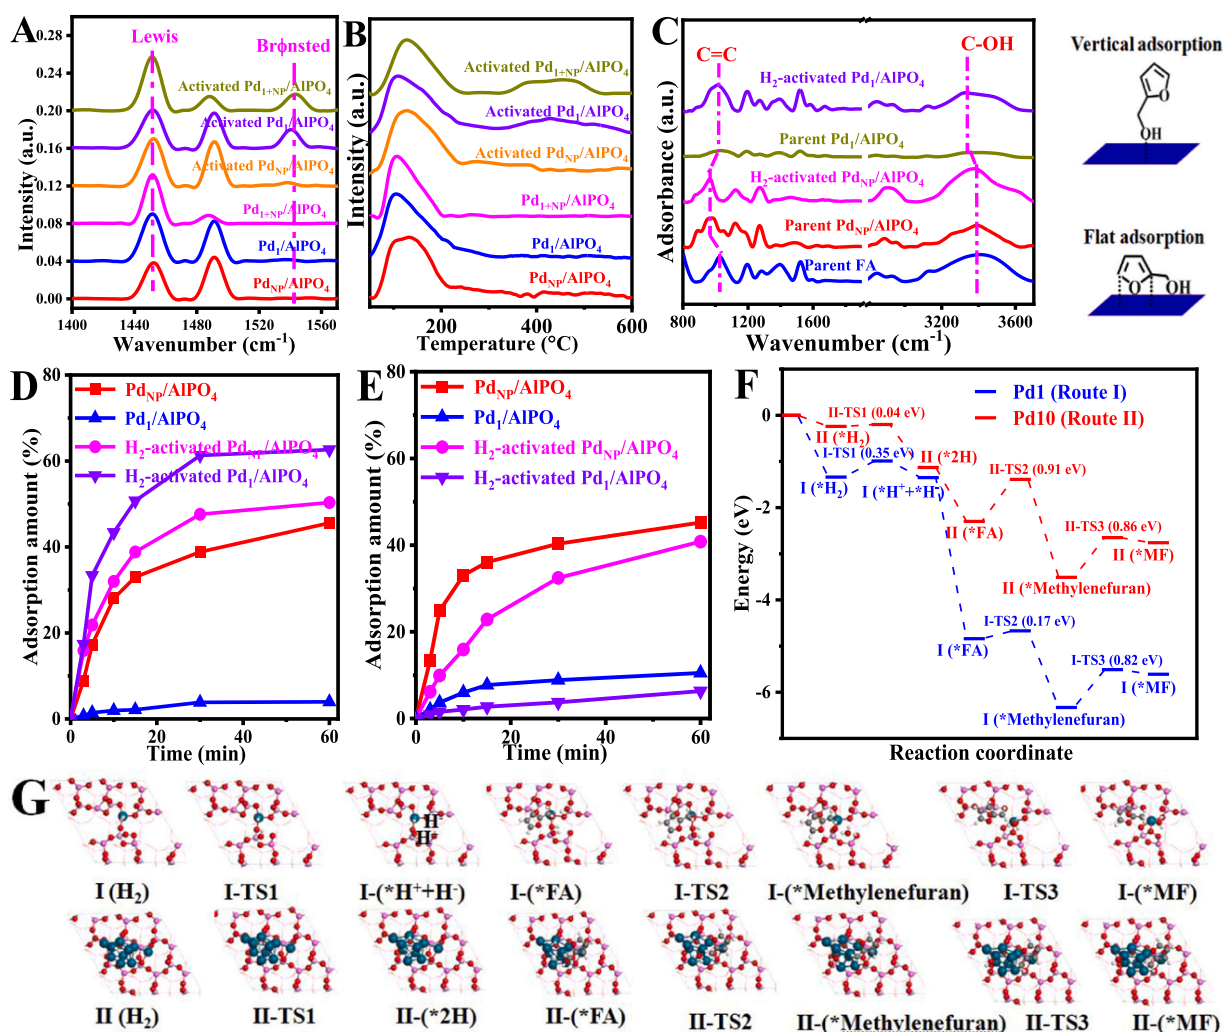 A
0.28
0.24
0.20
0.16
0.12
0.08
0.04
0.00
Intensity (a.u.)
Lewis
Brønsted
Activated Pd1+NP/AlPO4
Activated Pd1/AlPO4
Activated PdNP/AlPO4
Pd1+NP/AlPO4
Pd1/AlPO4
PdNP/AlPO4
1400 1440 1480 1520 1560
Wavenumber (cm-1)
B
Intensity (a.u.)
Activated Pd1+NP/AlPO4
Activated Pd1/AlPO4
Activated PdNP/AlPO4
Pd1+NP/AlPO4
Pd1/AlPO4
PdNP/AlPO4
200 400 600
Temperature (°C)
C
Absorbance (a.u.)
C=C
C-OH
H2-activated Pd1/AlPO4
Parent Pd1/AlPO4
H2-activated PdNP/AlPO4
Parent PdNP/AlPO4
Parent FA
800 1200 1600 3200 3600
Wavenumber (cm-1)
Vertical adsorption
O
OH
Flat adsorption
O
OH
D
80
60
40
20
0
Adsorption amount (%)
PdNP/AlPO4
Pd1/AlPO4
H2-activated PdNP/AlPO4
H2-activated Pd1/AlPO4
0 20 40 60
Time (min)
E
80
60
40
20
0
Adsorption amount (%)
PdNP/AlPO4
Pd1/AlPO4
H2-activated PdNP/AlPO4
H2-activated Pd1/AlPO4
0 20 40 60
Time (min)
F
0
-2
-4
-6
Energy (eV)
Pd1 (Route I)
Pd10 (Route II)
II-TS1 (0.04 eV)
II (*H2)
I-TS1 (0.35 eV)
II (*2H)
I (*H2)
I (*H++*H-)
II-TS2 (0.91 eV)
II (*FA)
II-TS3 (0.86 eV)
II (*MF)
II (*Methylenefuran)
I-TS2 (0.17 eV)
I (*FA)
I-TS3 (0.82 eV)
I (*MF)
I (*Methylenefuran)
Reaction coordinate
G
H-
I (H2) I-TS1 I-(*H++H-) I-(*FA) I-TS2 I-(*Methylenefuran) I-TS3 I-(*MF)
II (H2) II-TS1 II-(*2H) II-(*FA) II-TS2 II-(*Methylenefuran) II-TS3 II-(*MF)